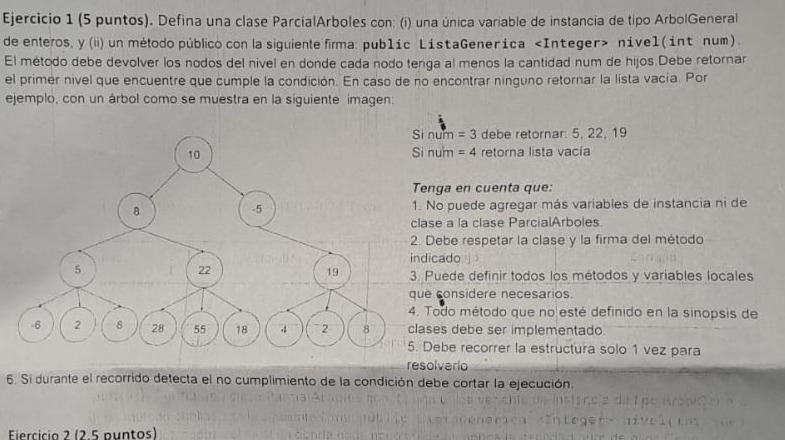 Ejercicio 1 (5 puntos). Defina una clase ParcialArboles con: (i) una única variable de instancia de tipo ArbolGeneral
de enteros, y (ii) un método público con la siguiente firma: public ListaGenerica <Integer> nivel(int num).
El método debe devolver los nodos del nivel en donde cada nodo tenga al menos la cantidad num de hijos.Debe retornar
el primer nivel que encuentre que cumple la condición. En caso de no encontrar ninguno retornar la lista vacía. Por
ejemplo, con un árbol como se muestra en la siguiente imagen:
Si num = 3 debe retornar: 5, 22, 19
Si num = 4 retorna lista vacía
10
8
-5
5
22
19
-6
2
8
28
55
18
4
2
8
Tenga en cuenta que:
1. No puede agregar más variables de instancia ni de
clase a la clase ParcialArboles.
2. Debe respetar la clase y la firma del método
indicado.
3. Puede definir todos los métodos y variables locales
que considere necesarios.
4. Todo método que no esté definido en la sinopsis de
clases debe ser implementado.
5. Debe recorrer la estructura solo 1 vez para
resolverlo
6. Si durante el recorrido detecta el no cumplimiento de la condición debe cortar la ejecución.
Ejercicio 2 (2.5 puntos)